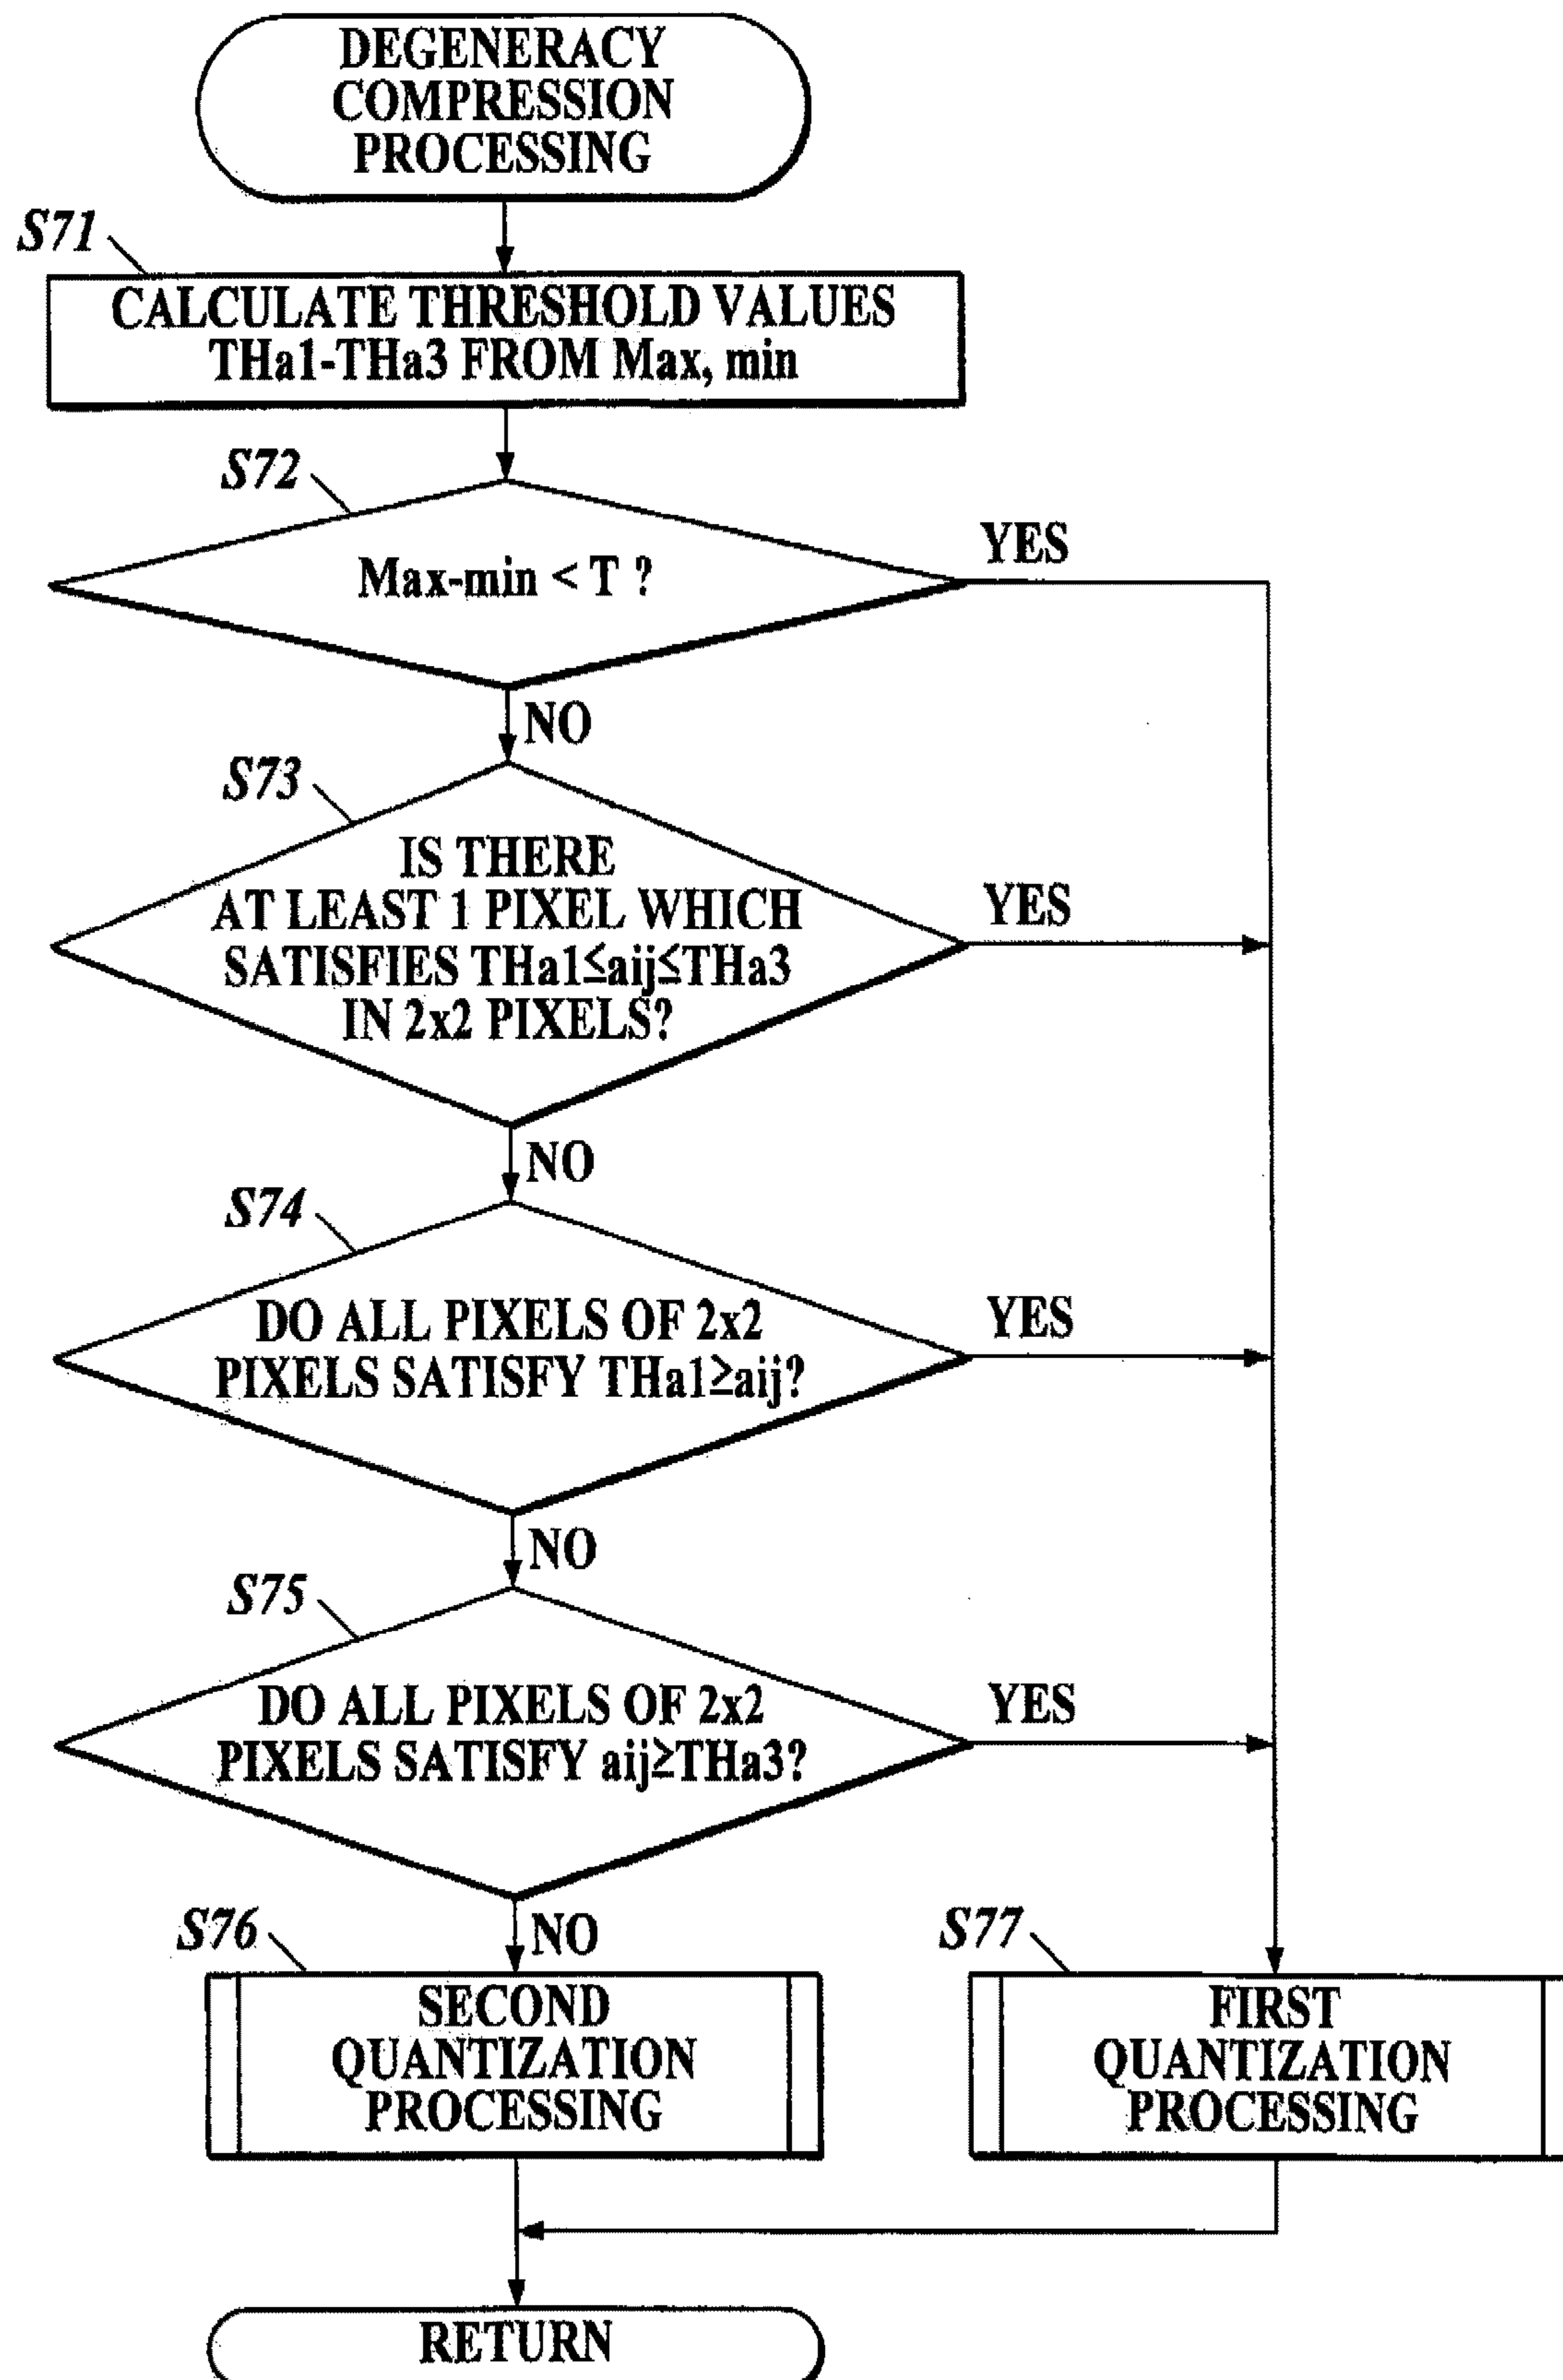 DEGENERACY
COMPRESSION
PROCESSING
S71
CALCULATE THRESHOLD VALUES
THa1-THa3 FROM Max, min
S72
Max-min < T ?
YES
NO
S73
IS THERE
AT LEAST 1 PIXEL WHICH
SATISFIES THa1≤aij≤THa3
IN 2x2 PIXELS?
YES
NO
S74
DO ALL PIXELS OF 2x2
PIXELS SATISFY THa1≥aij?
YES
NO
S75
DO ALL PIXELS OF 2x2
PIXELS SATISFY aij≥THa3?
YES
NO
S76
SECOND
QUANTIZATION
PROCESSING
S77
FIRST
QUANTIZATION
PROCESSING
RETURN